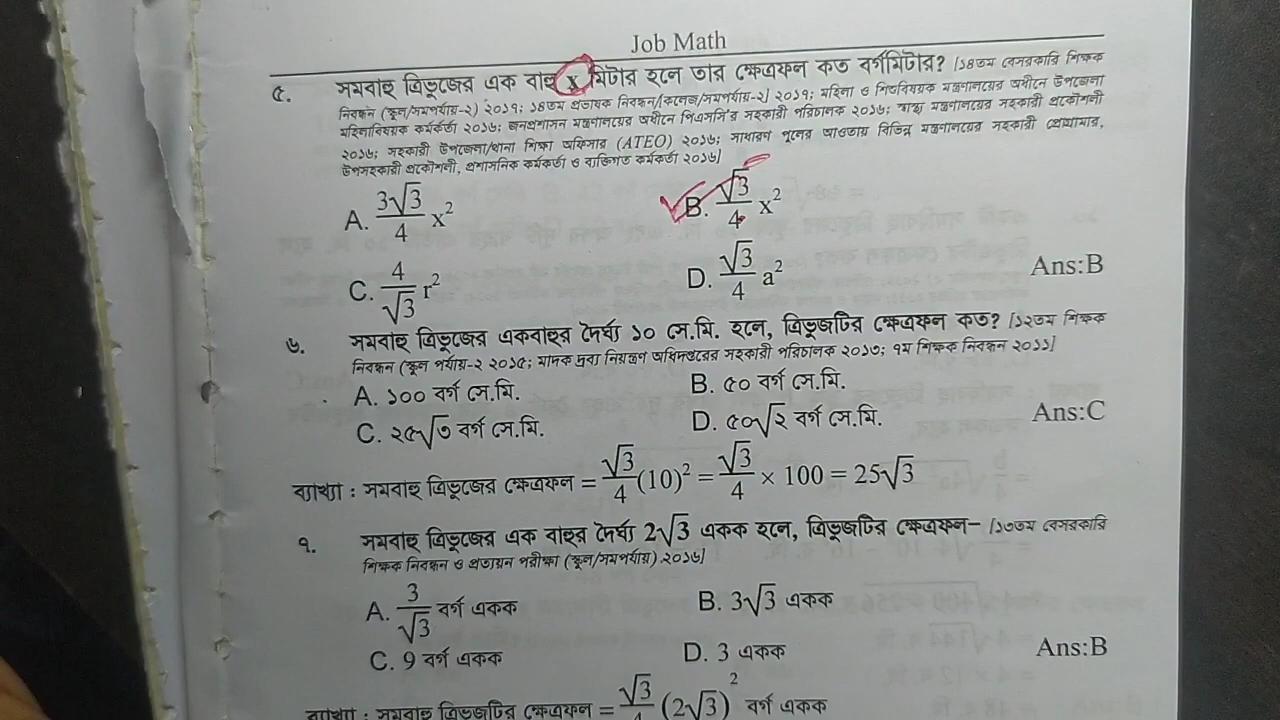 Job Math
৫. সমবাহু ত্রিভুজের এক বাহু x মিটার হলে তার ক্ষেত্রফল কত বর্গমিটার? [১৪তম বেসরকারি শিক্ষক
নিবন্ধন (স্কুল/সমপর্যায়-২) ২০১৭; ১৪তম প্রভাষক নিবন্ধন/(কলেজ/সমপর্যায়-২] ২০১৭; মহিলা ও শিশুবিষয়ক মন্ত্রণালয়ের অধীনে উপজেলা
মহিলাবিষয়ক কর্মকর্তা ২০১৬; জনপ্রশাসন মন্ত্রণালয়ের অধীনে পিএসসি'র সহকারী পরিচালক ২০১৬; স্বাস্থ্য মন্ত্রণালয়ের সহকারী প্রকৌশলী
২০১৬; সহকারী উপজেলা/থানা শিক্ষা অফিসার (ATEO) ২০১৬; সাধারণ পুলের আওতায় বিভিন্ন মন্ত্রণালয়ের সহকারী প্রোগ্রামার,
উপসহকারী প্রকৌশলী, প্রশাসনিক কর্মকর্তা ও ব্যক্তিগত কর্মকর্তা ২০১৬]
A. 3√3/4 x² B. √3/4 x²
C. 4/√3 r² D. √3/4 a² Ans:B
৬. সমবাহু ত্রিভুজের একবাহুর দৈর্ঘ্য ১০ সে.মি. হলে, ত্রিভুজটির ক্ষেত্রফল কত? [১২তম শিক্ষক
নিবন্ধন (স্কুল পর্যায়-২ ২০১৫; মাদক দ্রব্য নিয়ন্ত্রণ অধিদপ্তরের সহকারী পরিচালক ২০১৩; ৭ম শিক্ষক নিবন্ধন ২০১১]
A. ১০০ বর্গ সে.মি. B. ৫০ বর্গ সে.মি.
C. ২৫√৩ বর্গ সে.মি. D. ৫০√২ বর্গ সে.মি. Ans:C
ব্যাখ্যা : সমবাহু ত্রিভুজের ক্ষেত্রফল = √3/4 (10)² = √3/4 × 100 = 25√3
৭. সমবাহু ত্রিভুজের এক বাহুর দৈর্ঘ্য 2√3 একক হলে, ত্রিভুজটির ক্ষেত্রফল– [১৩তম বেসরকারি
শিক্ষক নিবন্ধন ও প্রত্যয়ন পরীক্ষা (স্কুল/সমপর্যায়) ২০১৬]
A. 3/√3 বর্গ একক B. 3√3 একক
C. 9 বর্গ একক D. 3 একক Ans:B
ব্যাখ্যা : সমবাহু ত্রিভুজের ক্ষেত্রফল = √3/4 (2√3)² বর্গ একক